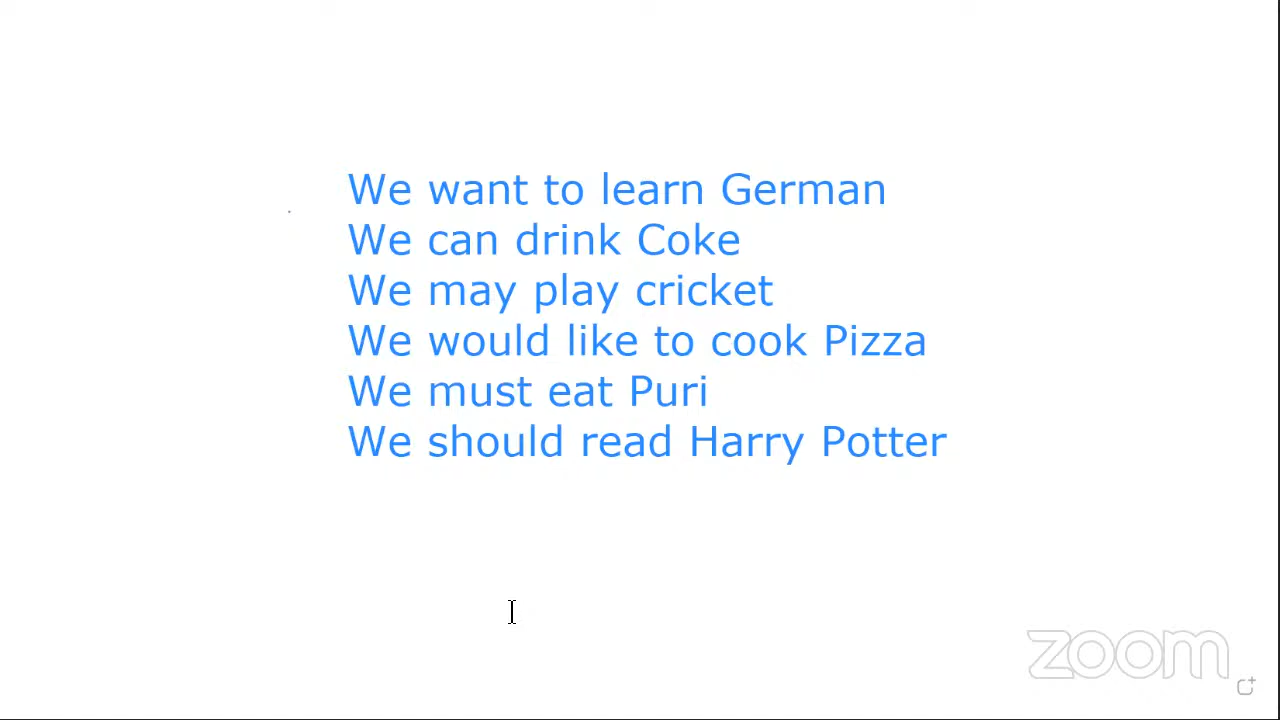 We want to learn German
We can drink Coke
We may play cricket
We would like to cook Pizza
We must eat Puri
We should read Harry Potter
zoom